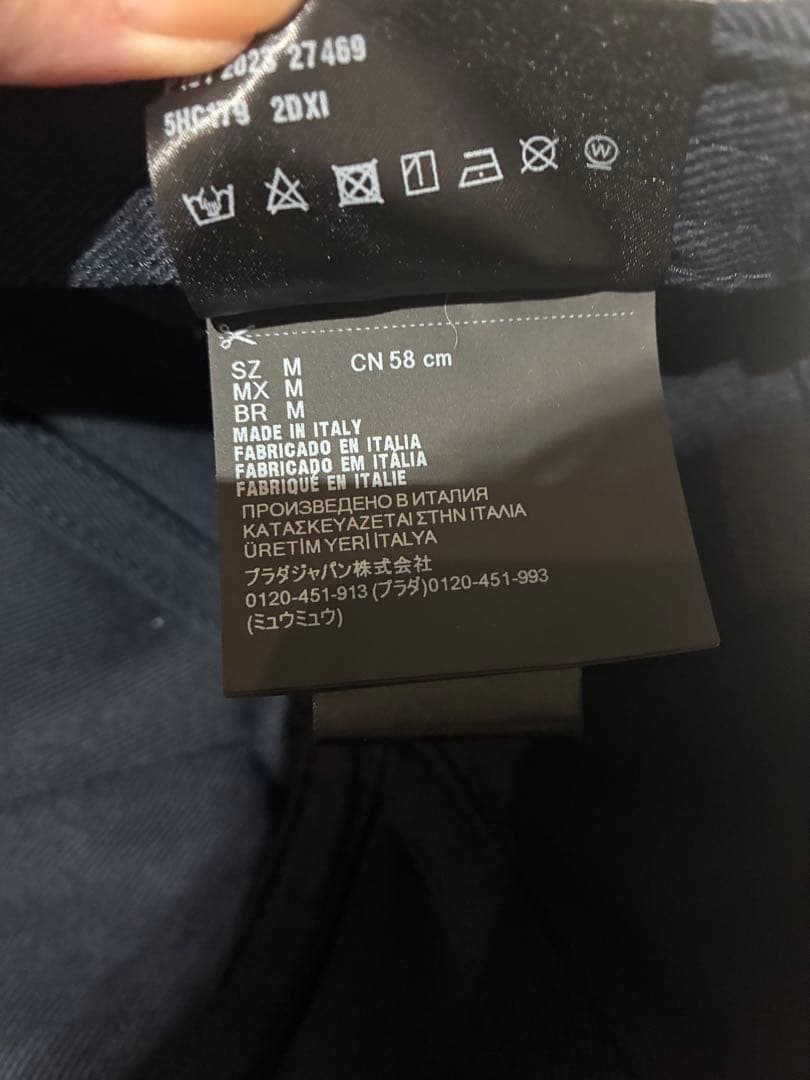 2023 27469
5HC179 2DXI
SZ M CN 58 cm
MX M
BR M
MADE IN ITALY
FABRICADO EN ITALIA
FABRICADO EM ITÁLIA
FABRIQUÉ EN ITALIE
ПРОИЗВЕДЕНО В ИТАЛИЯ
ΚΑΤΑΣΚΕΥΑΖΕΤΑΙ ΣΤΗΝ ΙΤΑΛΙΑ
ÜRETİM YERİ İTALYA
プラダジャパン株式会社
0120-451-913 (プラダ)0120-451-993
(ミュウミュウ)